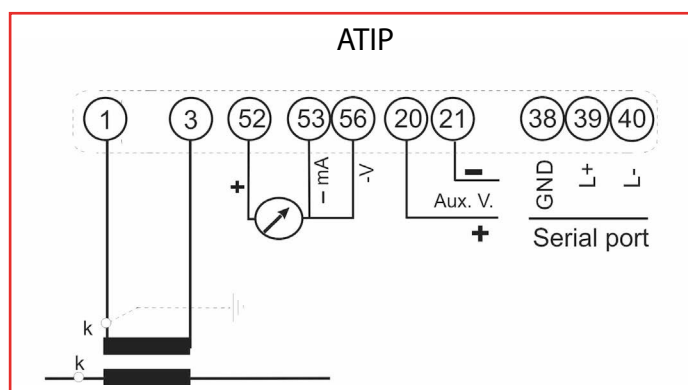 ATIP
1 3 52 53 56 20 21 38 39 40
+ – mA -V – GND L+ L-
Aux. V.
+
Serial port
k
k